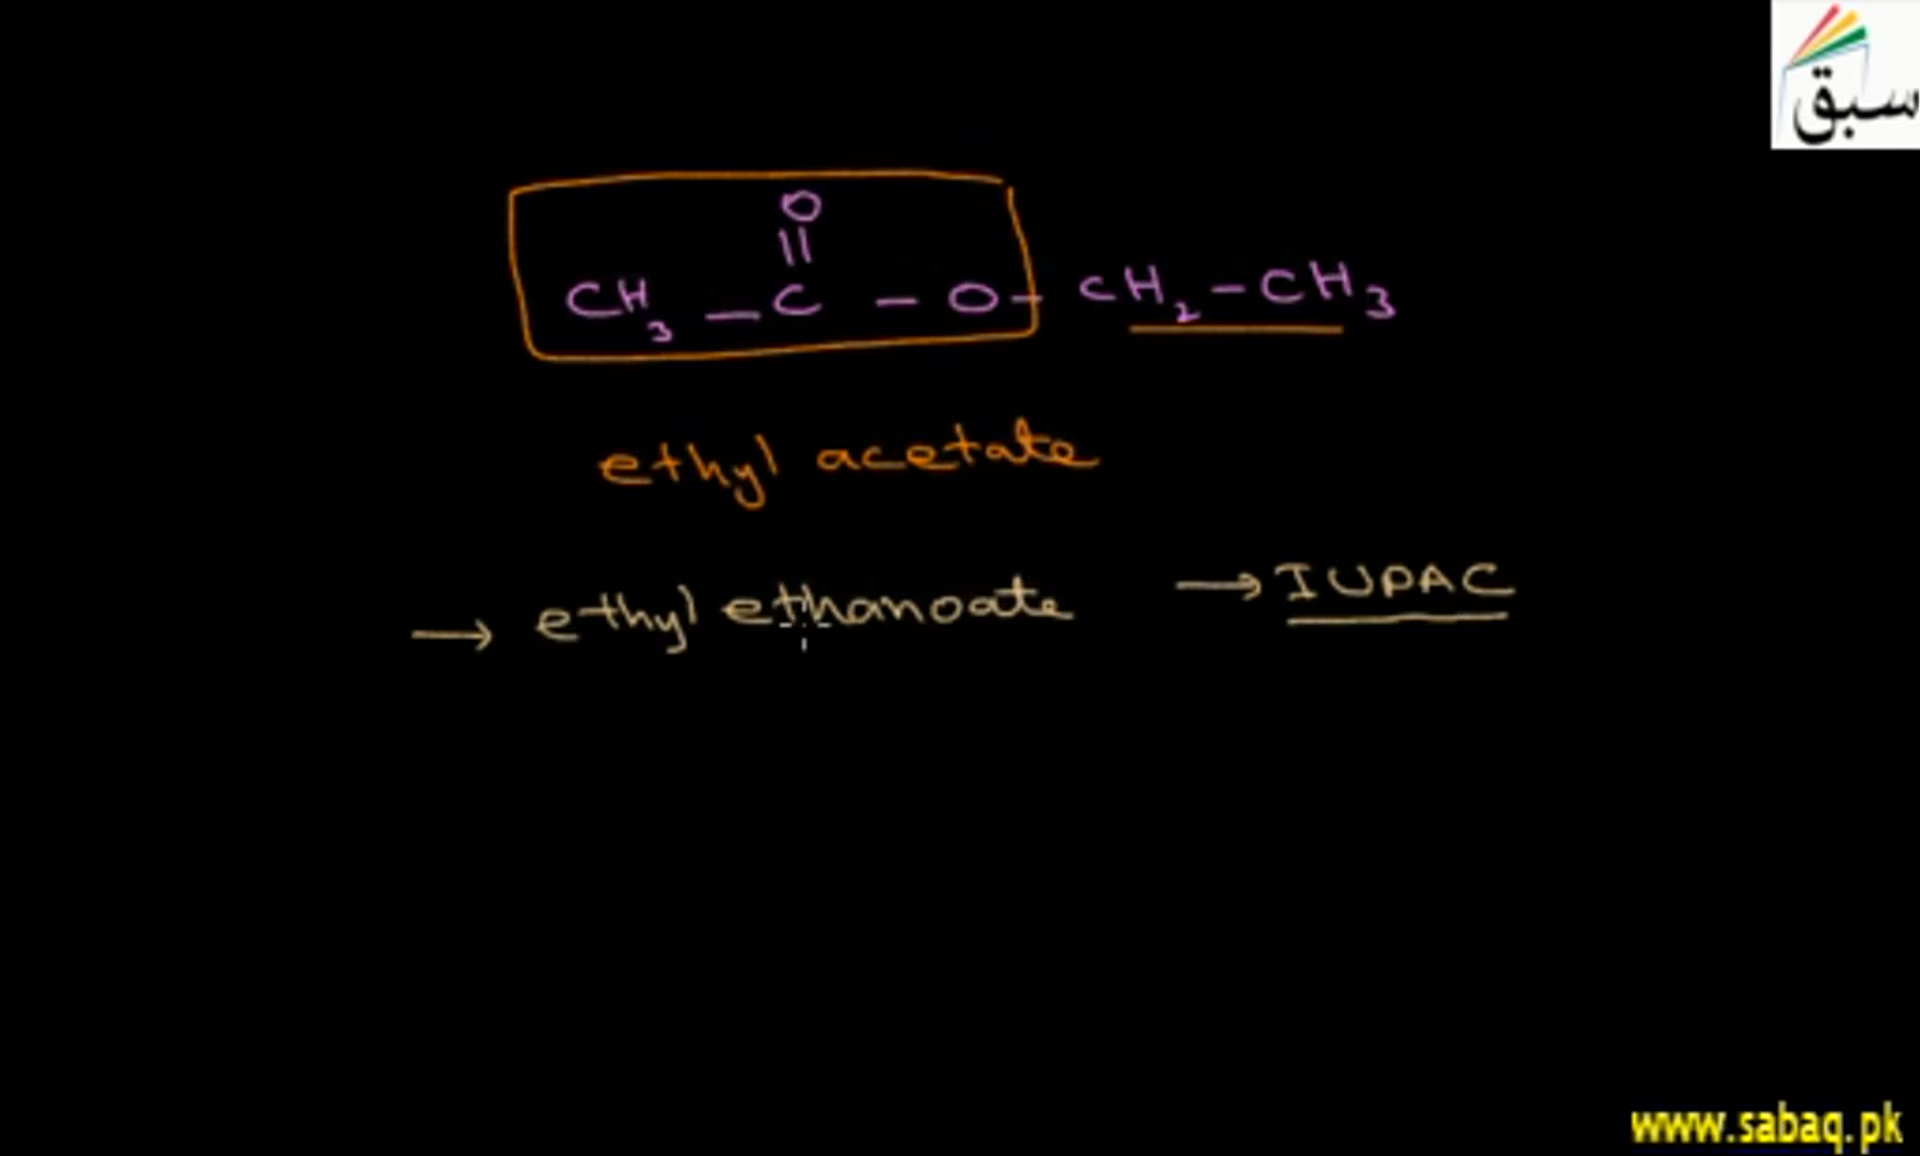 سبق
O
||
CH3 — C — O — CH2 – CH3
ethyl acetate
→ ethyl ethanoate → IUPAC
www.sabaq.pk